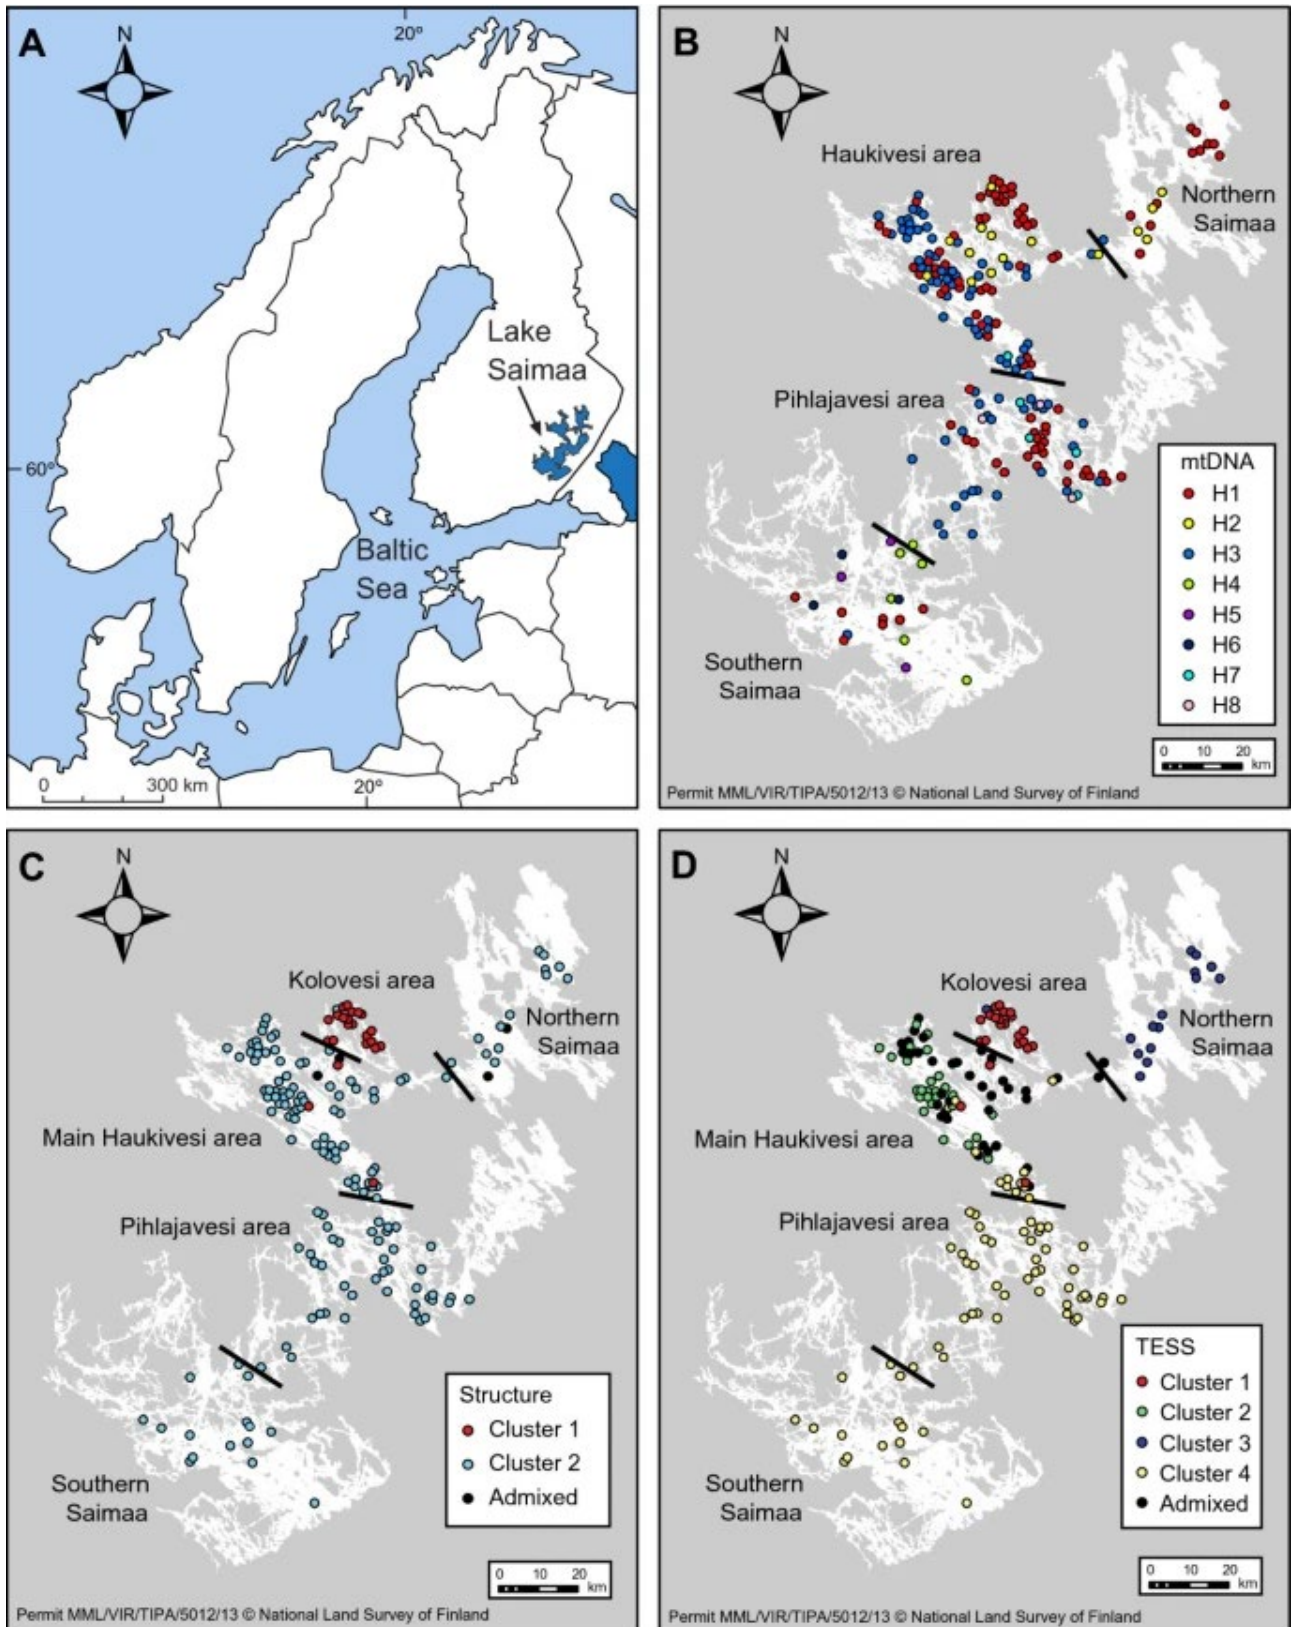 A
N
20º
Lake
Saimaa
60º
Baltic
Sea
0 300 km
20º
B
N
Haukivesi area
Northern
Saimaa
Pihlajavesi area
Southern
Saimaa
mtDNA
H1
H2
H3
H4
H5
H6
H7
H8
0 10 20
km
Permit MML/VIR/TIPA/5012/13 © National Land Survey of Finland
C
N
Kolovesi area
Northern
Saimaa
Main Haukivesi area
Pihlajavesi area
Southern
Saimaa
Structure
Cluster 1
Cluster 2
Admixed
0 10 20
km
Permit MML/VIR/TIPA/5012/13 © National Land Survey of Finland
D
N
Kolovesi area
Northern
Saimaa
Main Haukivesi area
Pihlajavesi area
Southern
Saimaa
TESS
Cluster 1
Cluster 2
Cluster 3
Cluster 4
Admixed
0 10 20
km
Permit MML/VIR/TIPA/5012/13 © National Land Survey of Finland